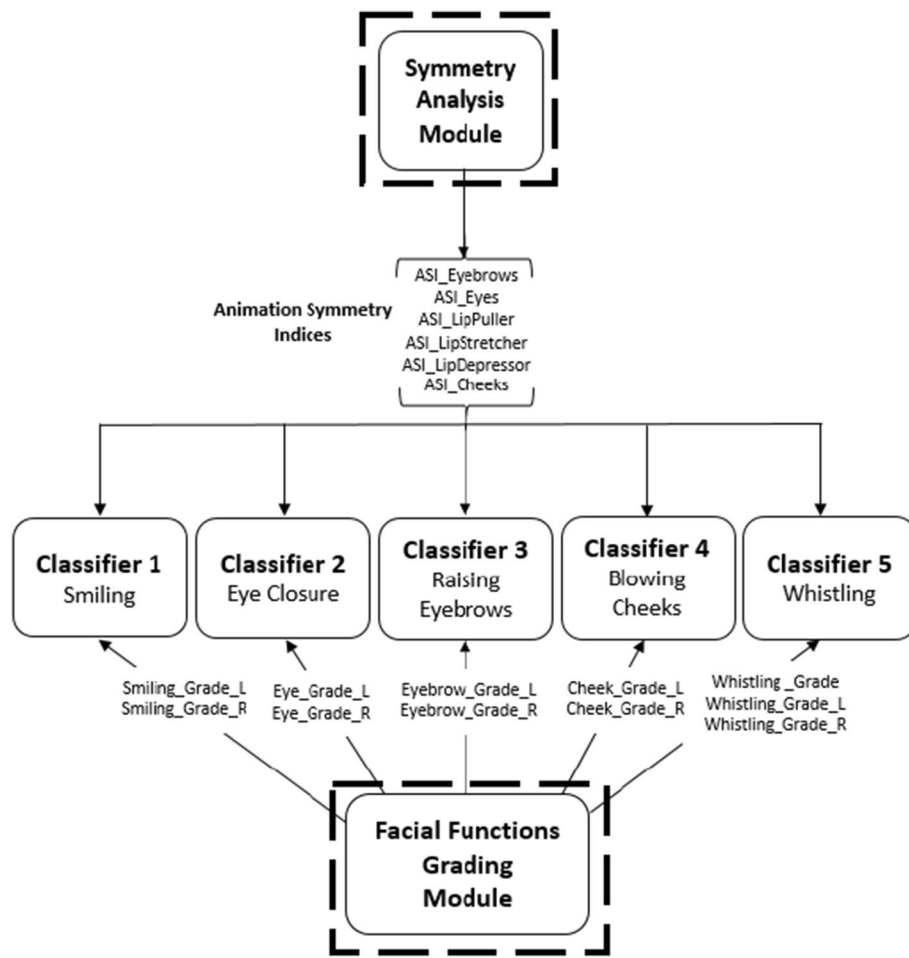 Symmetry
Analysis
Module
Animation Symmetry
Indices
ASI_Eyebrows
ASI_Eyes
ASI_LipPuller
ASI_LipStretcher
ASI_LipDepressor
ASI_Cheeks
Classifier 1
Smiling
Classifier 2
Eye Closure
Classifier 3
Raising
Eyebrows
Classifier 4
Blowing
Cheeks
Classifier 5
Whistling
Smiling_Grade_L
Smiling_Grade_R
Eye_Grade_L
Eye_Grade_R
Eyebrow_Grade_L
Eyebrow_Grade_R
Cheek_Grade_L
Cheek_Grade_R
Whistling _Grade
Whistling_Grade_L
Whistling_Grade_R
Facial Functions
Grading
Module